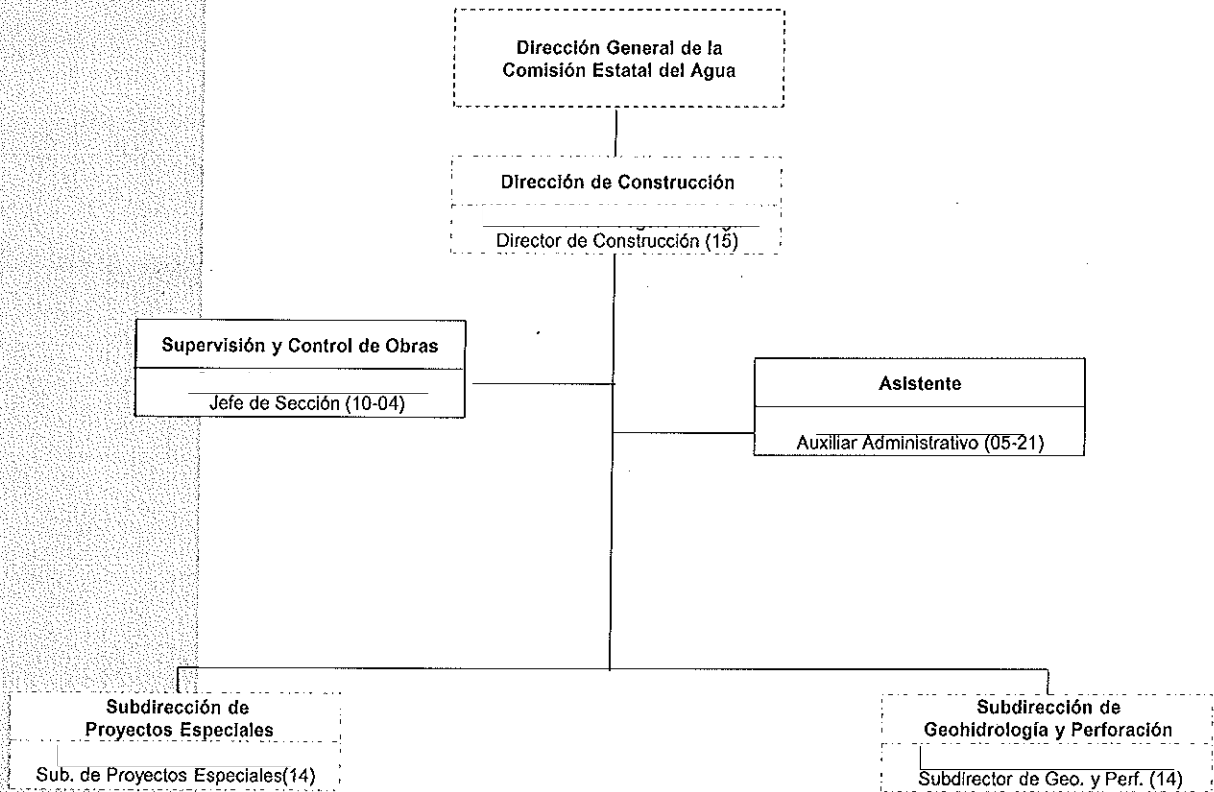 Dirección General de la
Comisión Estatal del Agua
Dirección de Construcción
Director de Construcción (15)
Supervisión y Control de Obras
Jefe de Sección (10-04)
Asistente
Auxiliar Administrativo (05-21)
Subdirección de
Proyectos Especiales
Sub. de Proyectos Especiales(14)
Subdirección de
Geohidrología y Perforación
Subdirector de Geo. y Perf. (14)